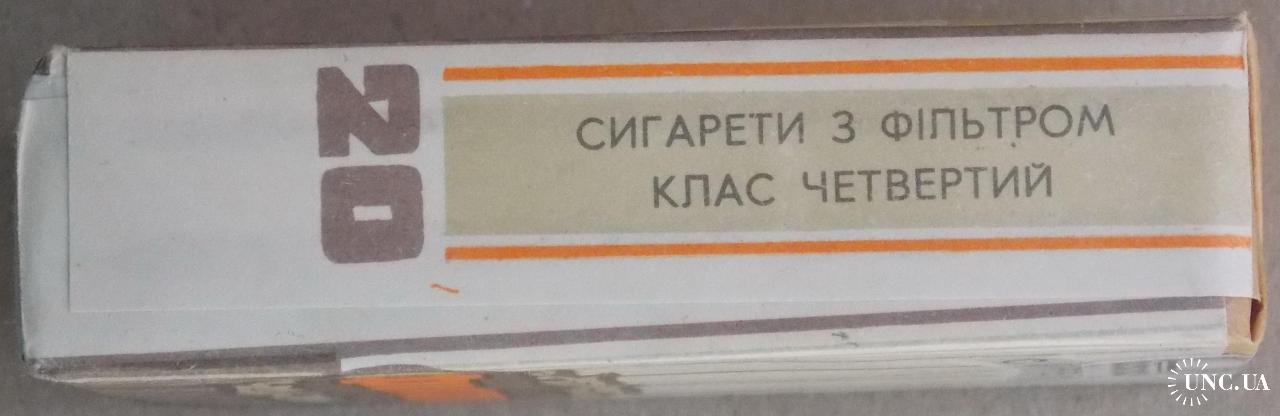 20
СИГАРЕТИ З ФІЛЬТРОМ
КЛАС ЧЕТВЕРТИЙ
UNC.UA